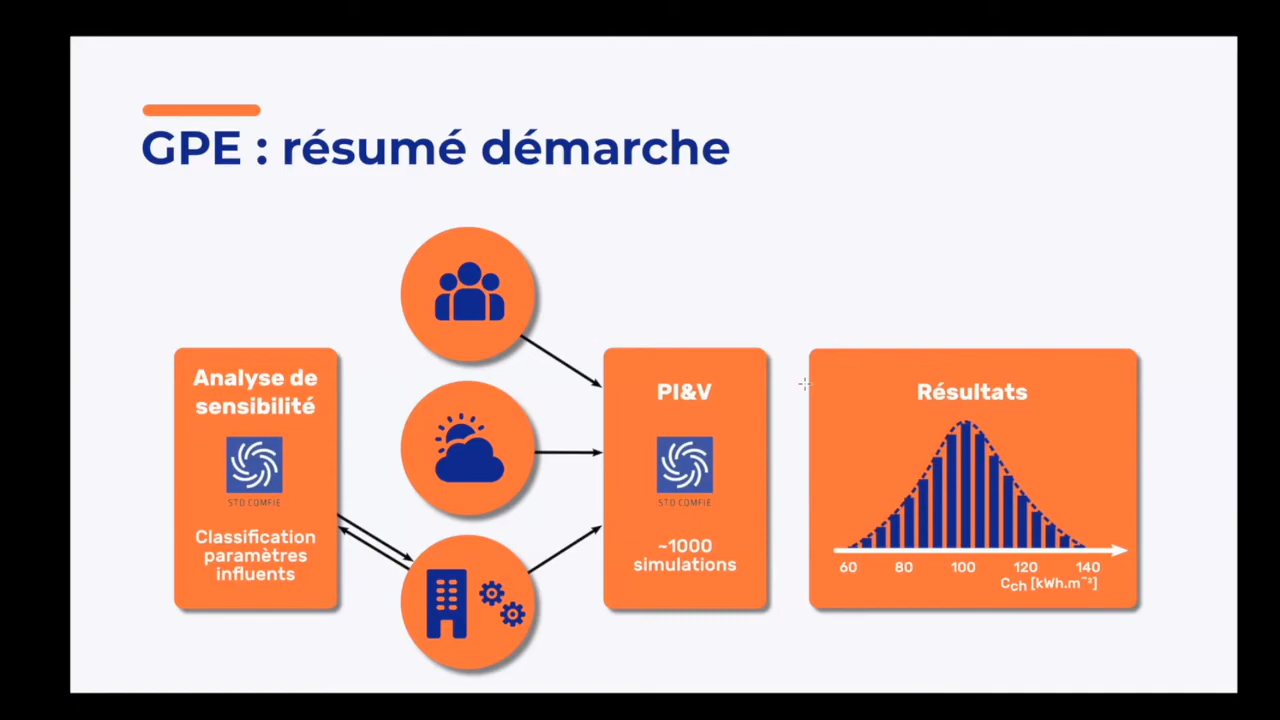 GPE : résumé démarche
Analyse de
sensibilité
STD COMFIE
Classification
paramètres
influents
PI&V
STD COMFIE
~1000
simulations
Résultats
60 80 100 120 140
Cch [kWh.m⁻²]